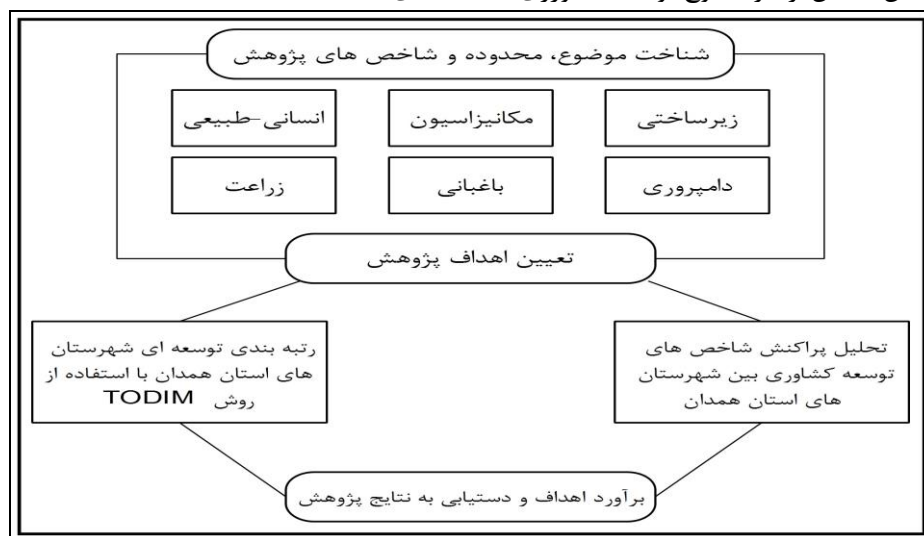 شناخت موضوع، محدوده و شاخص های پژوهش
زیرساختی
مکانیزاسیون
انسانی-طبیعی
دامپروری
باغبانی
زراعت
تعیین اهداف پژوهش
تحلیل پراکنش شاخص های
توسعه کشاوری بین شهرستان
های استان همدان
رتبه بندی توسعه ای شهرستان
های استان همدان با استفاده از
روش TODIM
برآورد اهداف و دستیابی به نتایج پژوهش